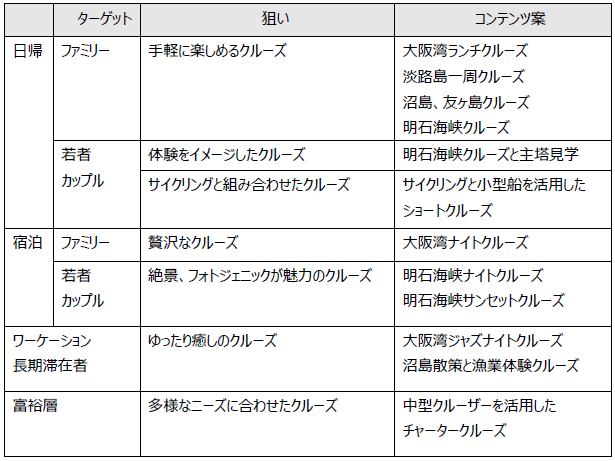 ターゲット 狙い コンテンツ案
日帰 ファミリー 手軽に楽しめるクルーズ 大阪湾ランチクルーズ
淡路島一周クルーズ
沼島、友ヶ島クルーズ
明石海峡クルーズ
若者 体験をイメージしたクルーズ 明石海峡クルーズと主塔見学
カップル サイクリングと組み合わせたクルーズ サイクリングと小型船を活用した
ショートクルーズ
宿泊 ファミリー 贅沢なクルーズ 大阪湾ナイトクルーズ
若者 絶景、フォトジェニックが魅力のクルーズ 明石海峡ナイトクルーズ
カップル 明石海峡サンセットクルーズ
ワーケーション ゆったり癒しのクルーズ 大阪湾ジャズナイトクルーズ
長期滞在者 沼島散策と漁業体験クルーズ
富裕層 多様なニーズに合わせたクルーズ 中型クルーザーを活用した
チャータークルーズ